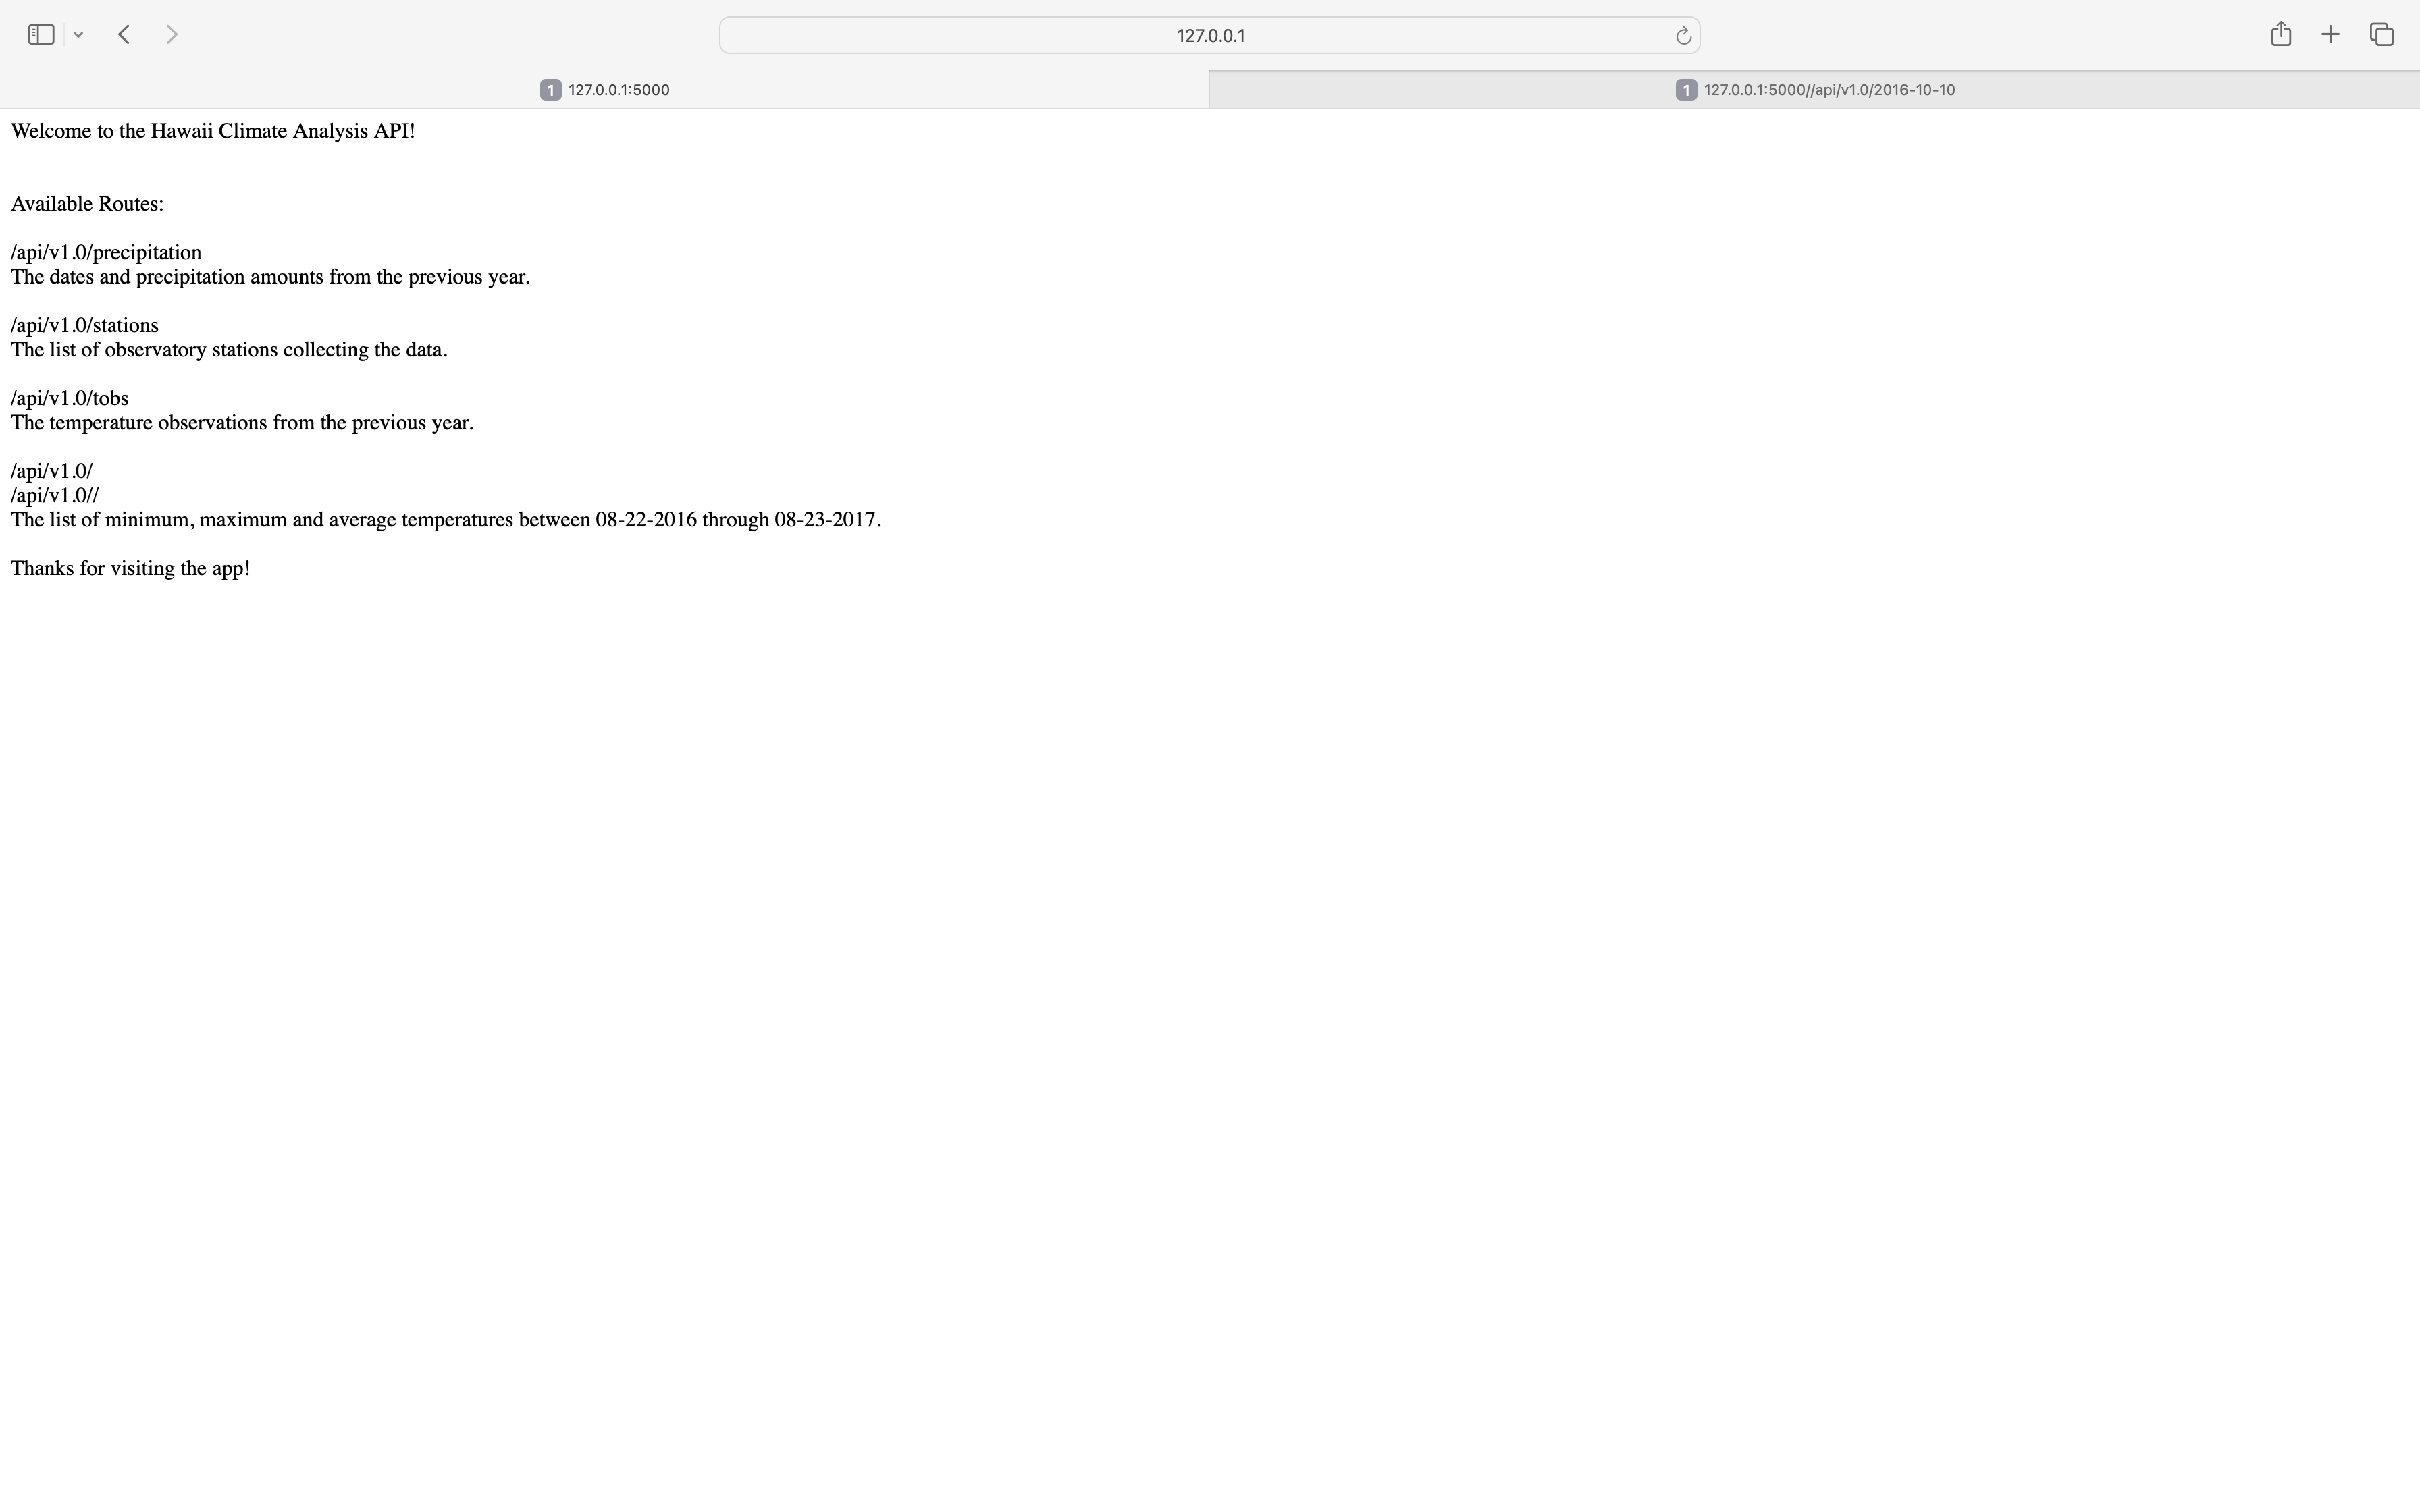 127.0.0.1
1 127.0.0.1:5000
1 127.0.0.1:5000//api/v1.0/2016-10-10
Welcome to the Hawaii Climate Analysis API!
Available Routes:
/api/v1.0/precipitation
The dates and precipitation amounts from the previous year.
/api/v1.0/stations
The list of observatory stations collecting the data.
/api/v1.0/tobs
The temperature observations from the previous year.
/api/v1.0/
/api/v1.0//
The list of minimum, maximum and average temperatures between 08-22-2016 through 08-23-2017.
Thanks for visiting the app!